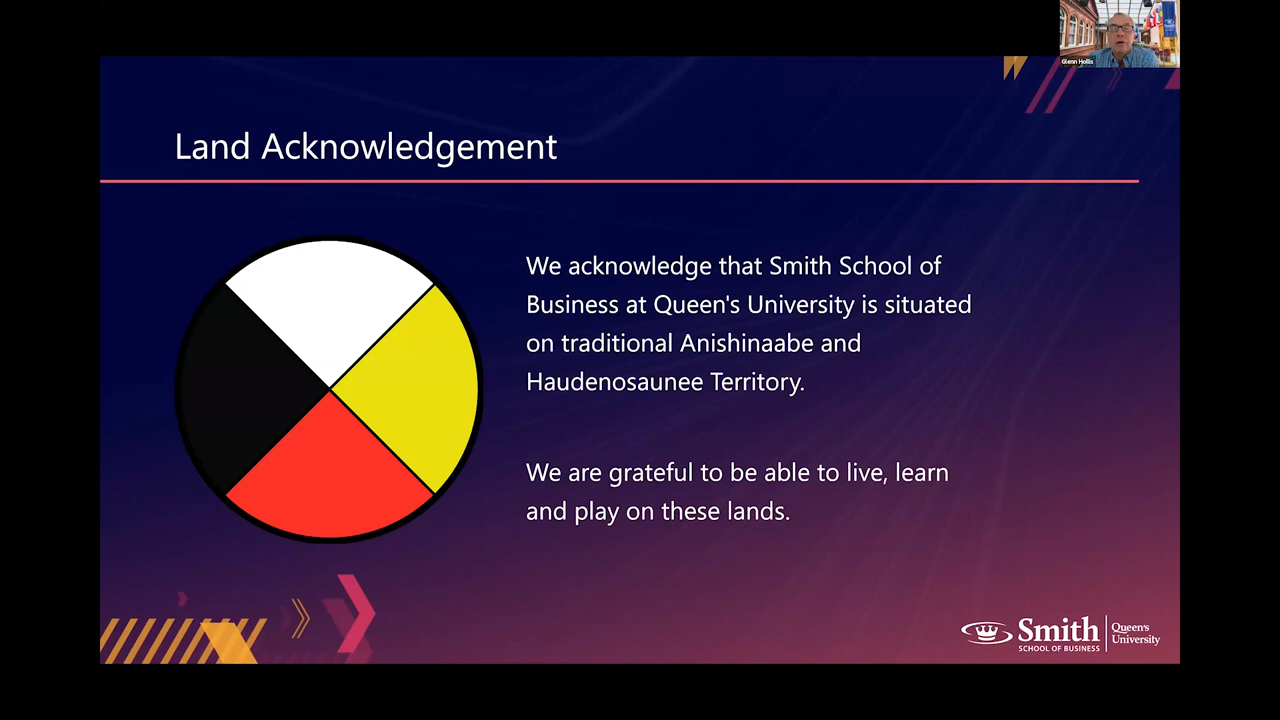 Glenn Hollis
Land Acknowledgement
We acknowledge that Smith School of
Business at Queen's University is situated
on traditional Anishinaabe and
Haudenosaunee Territory.
We are grateful to be able to live, learn
and play on these lands.
Smith
SCHOOL OF BUSINESS
Queen's
University